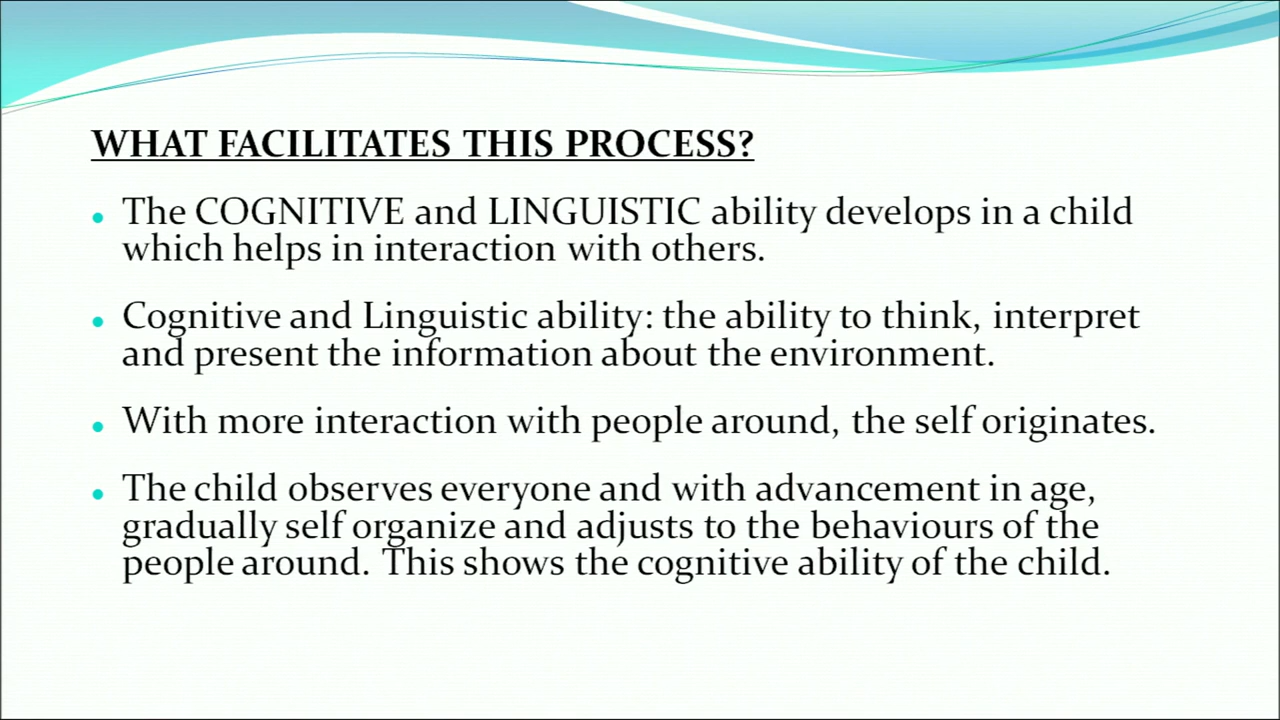 WHAT FACILITATES THIS PROCESS?
The COGNITIVE and LINGUISTIC ability develops in a child
which helps in interaction with others.
Cognitive and Linguistic ability: the ability to think, interpret
and present the information about the environment.
With more interaction with people around, the self originates.
The child observes everyone and with advancement in age,
gradually self organize and adjusts to the behaviours of the
people around. This shows the cognitive ability of the child.